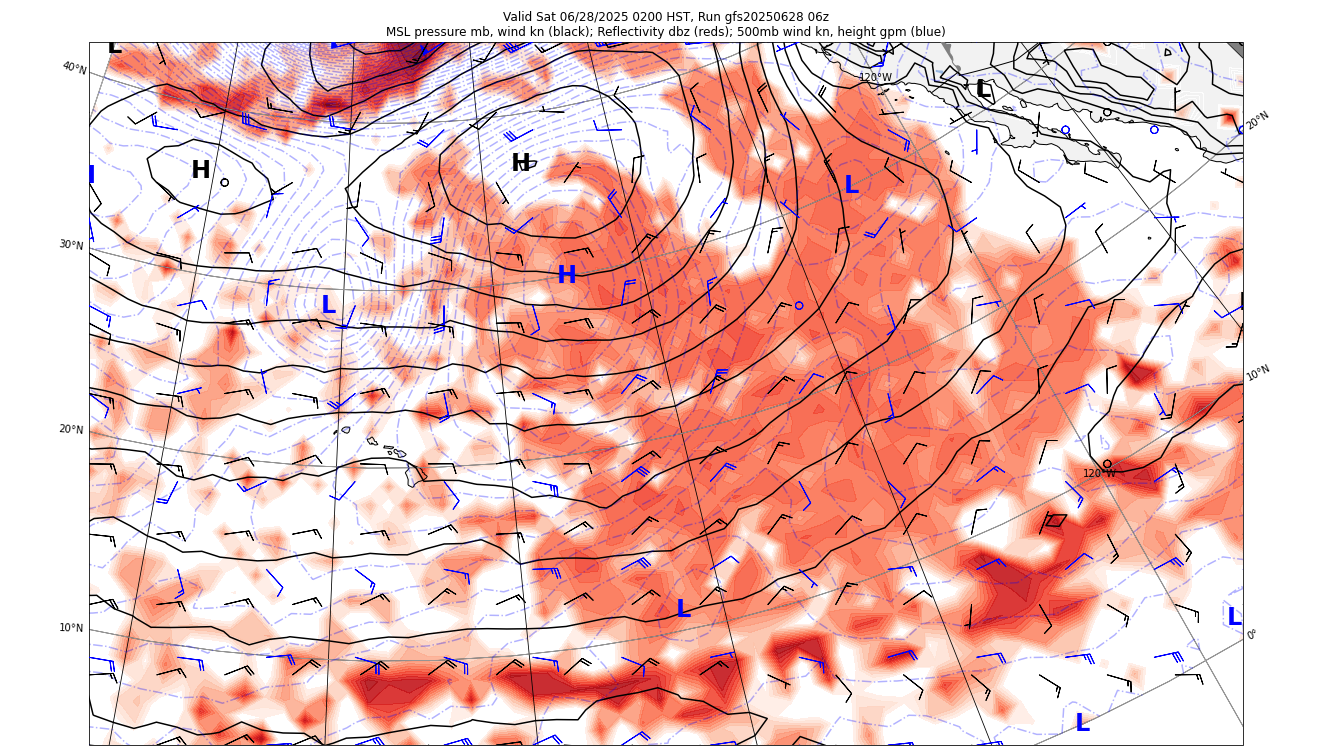 Valid Sat 06/28/2025 0200 HST, Run gfs20250628 06z
MSL pressure mb, wind kn (black); Reflectivity dbz (reds); 500mb wind kn, height gpm (blue)
L
40°N
120°W
L
20°N
H
H
L
30°N
H
L
10°N
20°N
120°W
L
L
10°N
0°
L